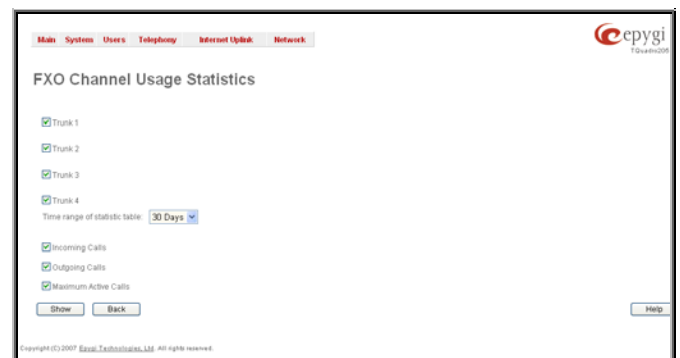 Main System Users Telephony Internet Uplink Network
epygi
FXO Channel Usage Statistics
Trunk 1
Trunk 2
Trunk 3
Trunk 4
Time range of statistic table: 30 Days
Incoming Calls
Outgoing Calls
Maximum Active Calls
Show Back Help
Copyright (C) 2007 Epygi Technologies, Ltd. All rights reserved.